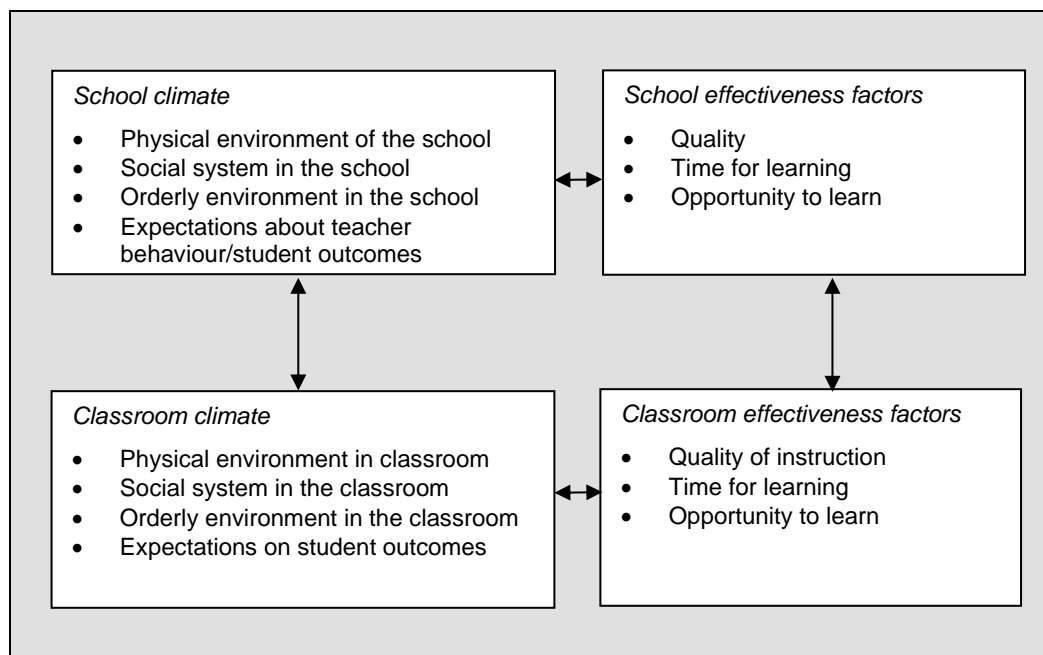 School climate
• Physical environment of the school
• Social system in the school
• Orderly environment in the school
• Expectations about teacher
behaviour/student outcomes
School effectiveness factors
• Quality
• Time for learning
• Opportunity to learn
Classroom climate
• Physical environment in classroom
• Social system in the classroom
• Orderly environment in the classroom
• Expectations on student outcomes
Classroom effectiveness factors
• Quality of instruction
• Time for learning
• Opportunity to learn